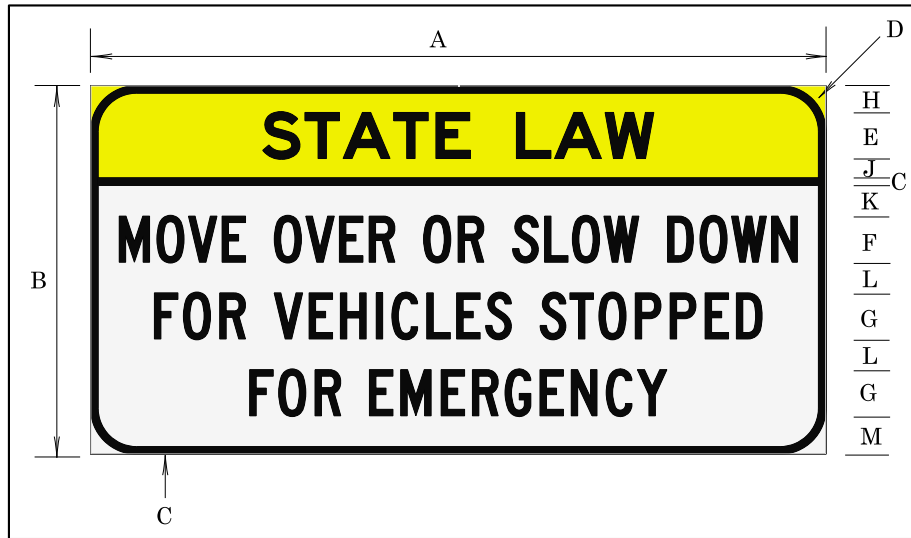 A
D
H
STATE LAW
E
J
C
K
MOVE OVER OR SLOW DOWN
F
B
L
FOR VEHICLES STOPPED
G
L
FOR EMERGENCY
G
M
C